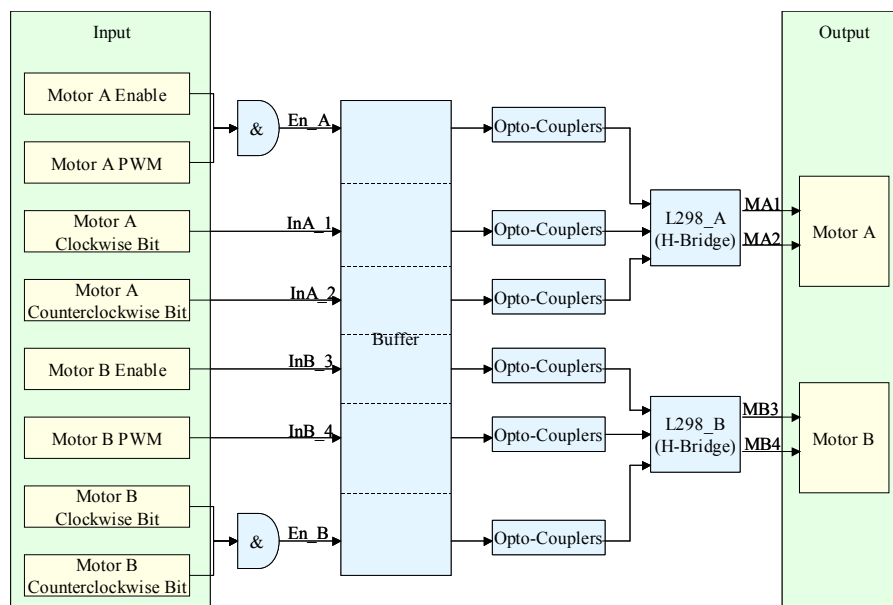 Input
Output
Motor A Enable
&
En_A
Opto-Couplers
Motor A PWM
Motor A
Clockwise Bit
InA_1
Opto-Couplers
L298_A
(H-Bridge)
MA1
MA2
Motor A
Motor A
Counterclockwise Bit
InA_2
Opto-Couplers
Buffer
Motor B Enable
InB_3
Opto-Couplers
Motor B PWM
InB_4
Opto-Couplers
L298_B
(H-Bridge)
MB3
MB4
Motor B
Motor B
Clockwise Bit
&
En_B
Opto-Couplers
Motor B
Counterclockwise Bit